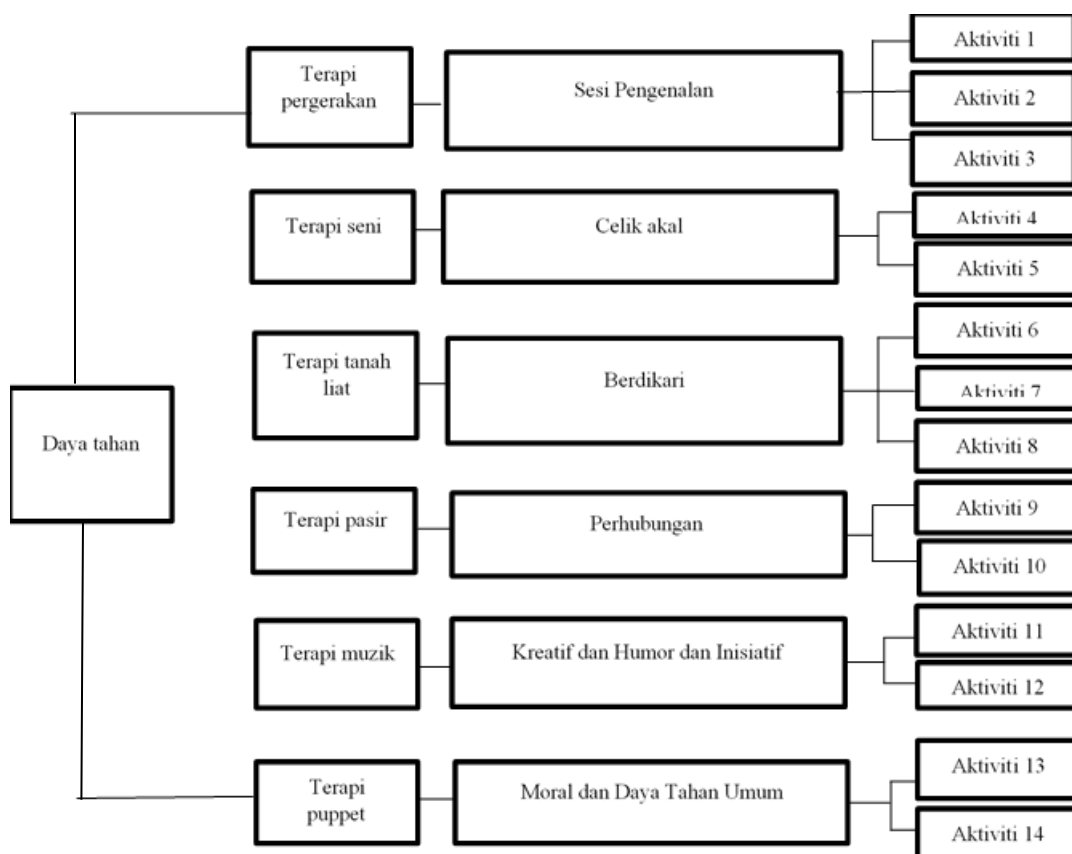 Terapi
pergerakan
Sesi Pengenalan
Aktiviti 1
Aktiviti 2
Aktiviti 3
Terapi seni
Celik akal
Aktiviti 4
Aktiviti 5
Terapi tanah
liat
Berdikari
Aktiviti 6
Aktiviti 7
Aktiviti 8
Daya tahan
Terapi pasir
Perhubungan
Aktiviti 9
Aktiviti 10
Terapi muzik
Kreatif dan Humor dan Inisiatif
Aktiviti 11
Aktiviti 12
Terapi
puppet
Moral dan Daya Tahan Umum
Aktiviti 13
Aktiviti 14